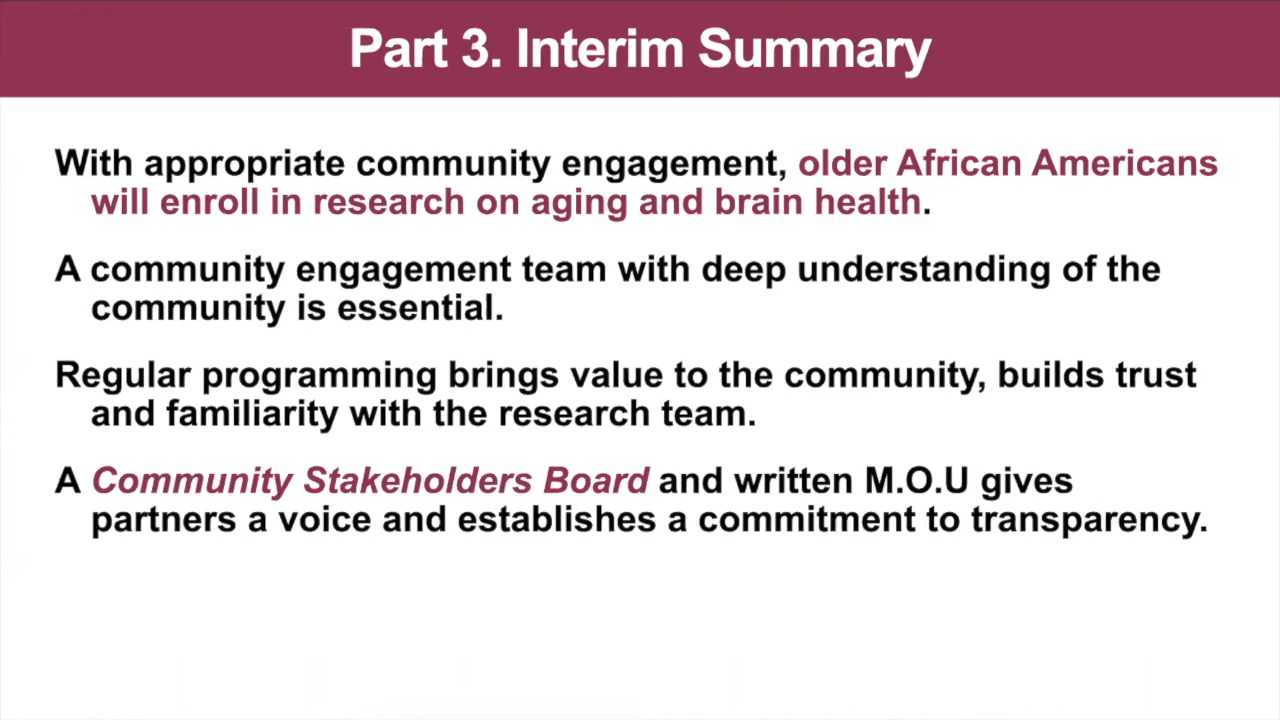 Part 3. Interim Summary
With appropriate community engagement, older African Americans
will enroll in research on aging and brain health.
A community engagement team with deep understanding of the
community is essential.
Regular programming brings value to the community, builds trust
and familiarity with the research team.
A Community Stakeholders Board and written M.O.U gives
partners a voice and establishes a commitment to transparency.